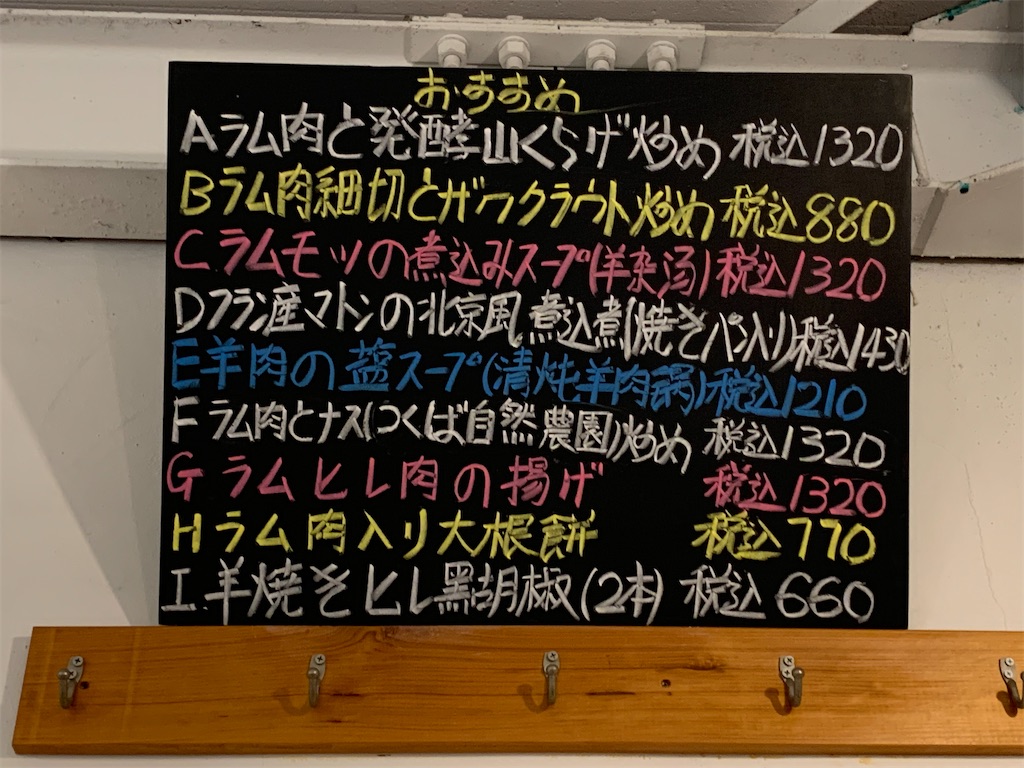 おすすめ
Aラム肉と発酵山くらげ炒め 税込1320
Bラム肉細切とザワクラウト炒め 税込880
C.ラムモツの煮込みスープ(羊杂汤)税込1320
Dフラン産マトンの北京風煮込煮(焼きパン入り)税込1430
E羊肉の塩スープ(清炖羊肉鍋)税込1210
Fラム肉とナス(つくば自然農園)炒め 税込1320
Gラムヒレ肉の揚げ 税込1320
Hラム肉入り大根餅 税込770
I.羊焼きヒレ黑胡椒(2本) 税込660